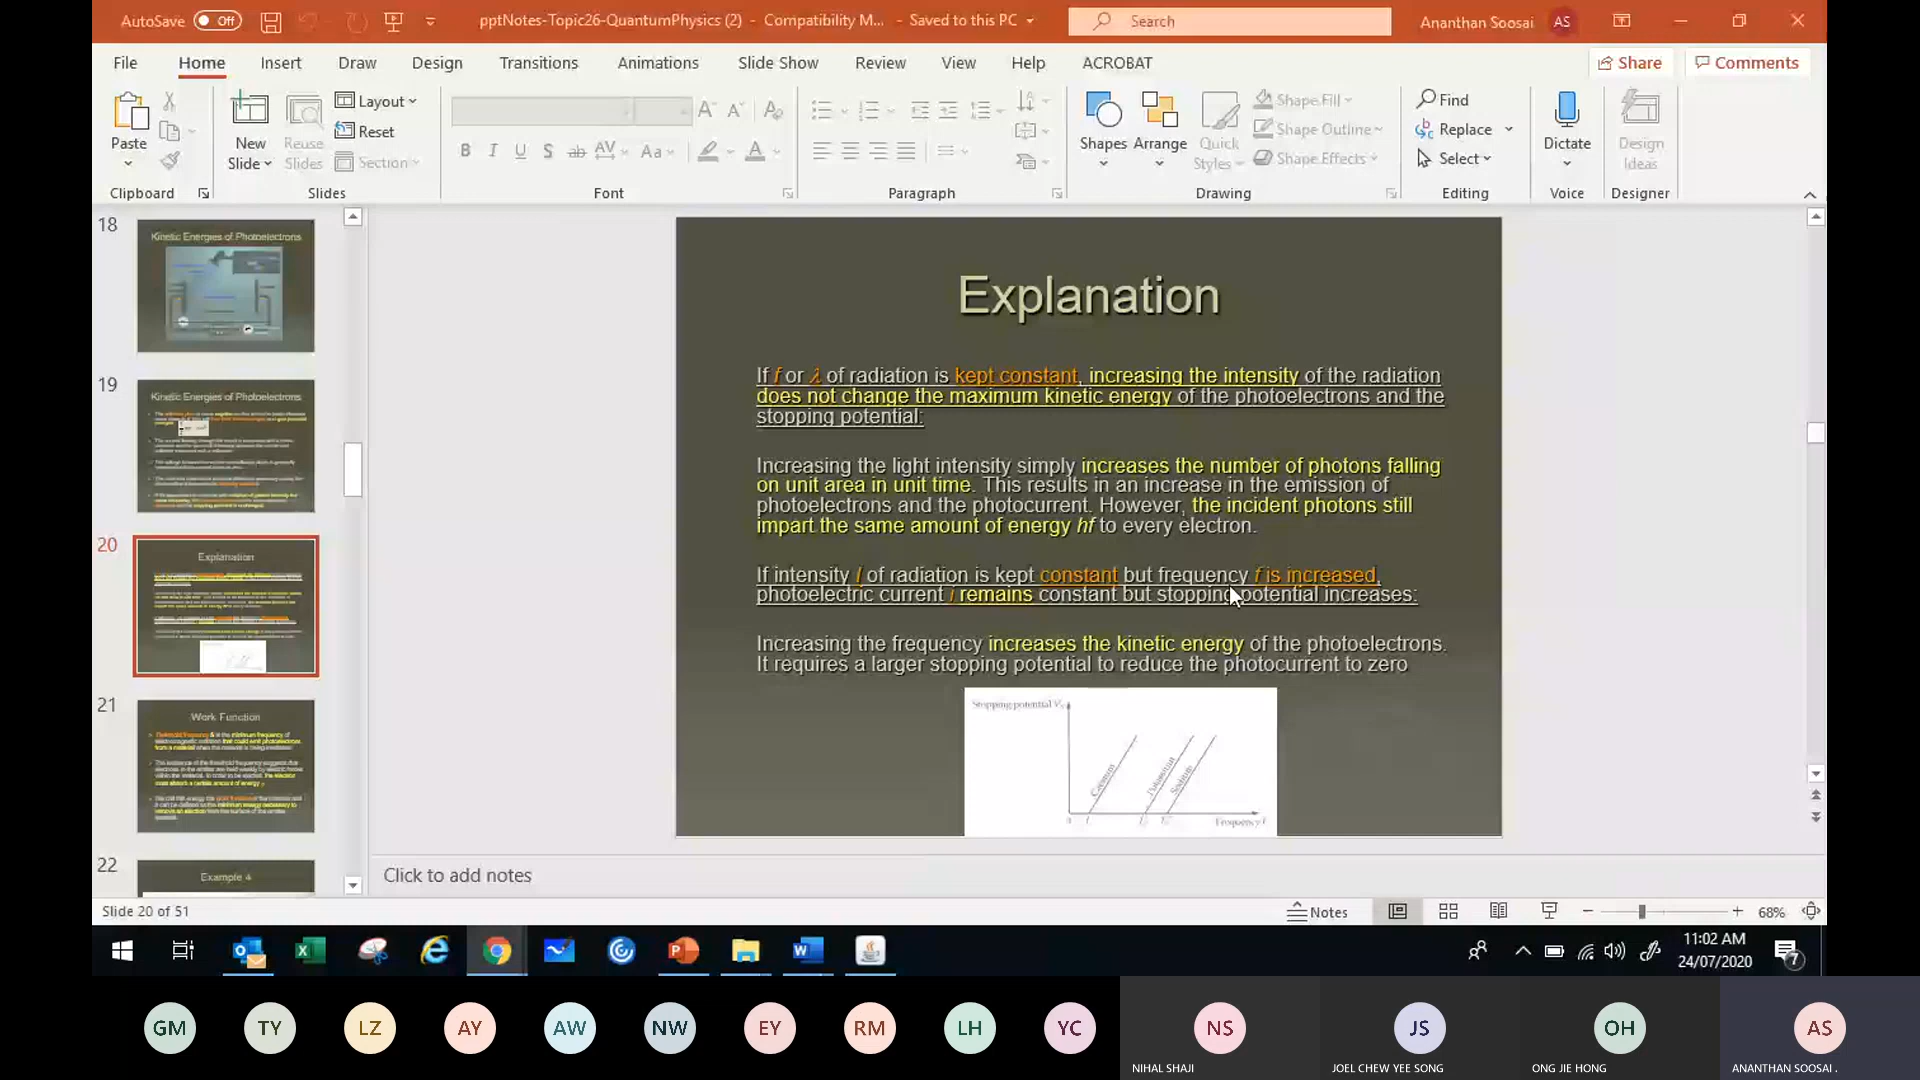 AutoSave Off
pptNotes-Topic26-QuantumPhysics (2) - Compatibility M... - Saved to this PC
Search
Ananthan Soosai AS
File Home Insert Draw Design Transitions Animations Slide Show Review View Help ACROBAT
Share Comments
Paste
New Slide
Reuse Slides
Layout
Reset
Section
Quick Styles
Shapes
Arrange
Shape Fill
Shape Outline
Shape Effects
Find
Replace
Select
Dictate
Design Ideas
Clipboard Slides Font Paragraph Drawing Editing Voice Designer
18
Kinetic Energies of Photoelectrons
19
Kinetic Energies of Photoelectrons
20
Explanation
21
Work Function
22
Example 4
Explanation
If f or λ of radiation is kept constant, increasing the intensity of the radiation
does not change the maximum kinetic energy of the photoelectrons and the
stopping potential:
Increasing the light intensity simply increases the number of photons falling
on unit area in unit time. This results in an increase in the emission of
photoelectrons and the photocurrent. However, the incident photons still
impart the same amount of energy hf to every electron.
If intensity I of radiation is kept constant but frequency f is increased,
photoelectric current i remains constant but stopping potential increases:
Increasing the frequency increases the kinetic energy of the photoelectrons.
It requires a larger stopping potential to reduce the photocurrent to zero
Stopping potential
Potassium
Sodium
Frequency f
Click to add notes
Slide 20 of 51
Notes
68%
11:02 AM
24/07/2020
7
GM TY LZ AY AW NW EY RM LH YC NS JS OH AS
NIHAL SHAJI
JOEL CHEW YEE SONG
ONG JIE HONG
ANANTHAN SOOSAI .